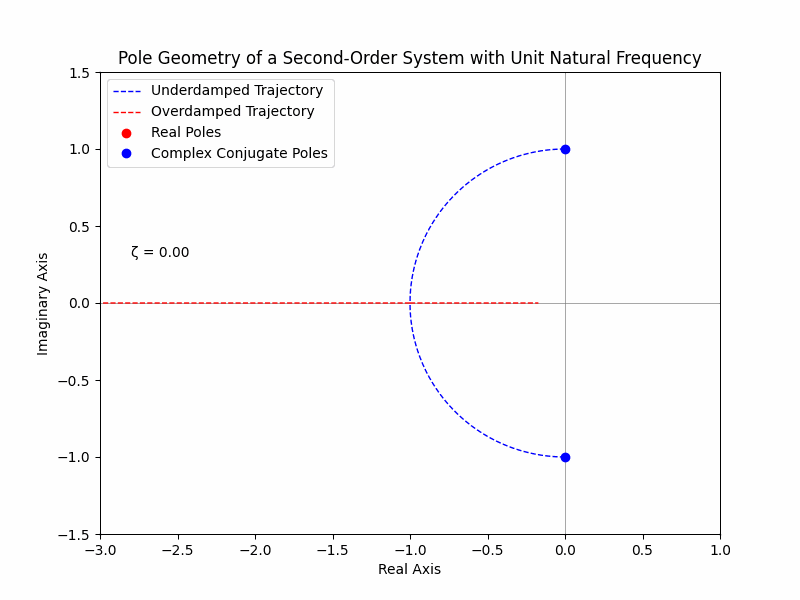 Pole Geometry of a Second-Order System with Unit Natural Frequency
1.5
Underdamped Trajectory
Overdamped Trajectory
Real Poles
Complex Conjugate Poles
1.0
0.5
ζ = 0.00
Imaginary Axis
0.0
−0.5
−1.0
−1.5
−3.0 −2.5 −2.0 −1.5 −1.0 −0.5 0.0 0.5 1.0
Real Axis